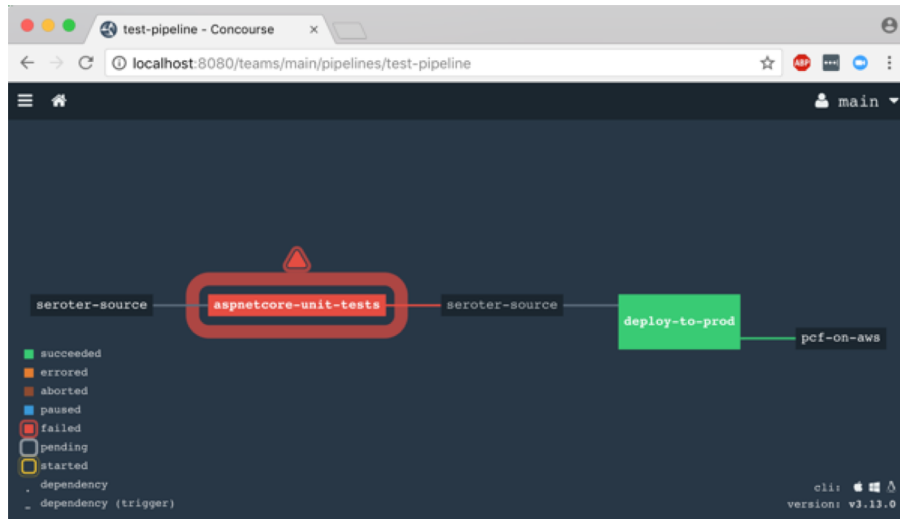 test-pipeline - Concourse
localhost:8080/teams/main/pipelines/test-pipeline
ABP
main
seroter-source
aspnetcore-unit-tests
seroter-source
deploy-to-prod
pcf-on-aws
succeeded
errored
aborted
paused
failed
pending
started
dependency
dependency (trigger)
cli:
version: v3.13.0